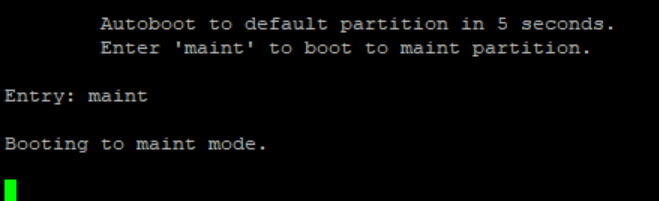 Autoboot to default partition in 5 seconds.
Enter 'maint' to boot to maint partition.
Entry: maint
Booting to maint mode.